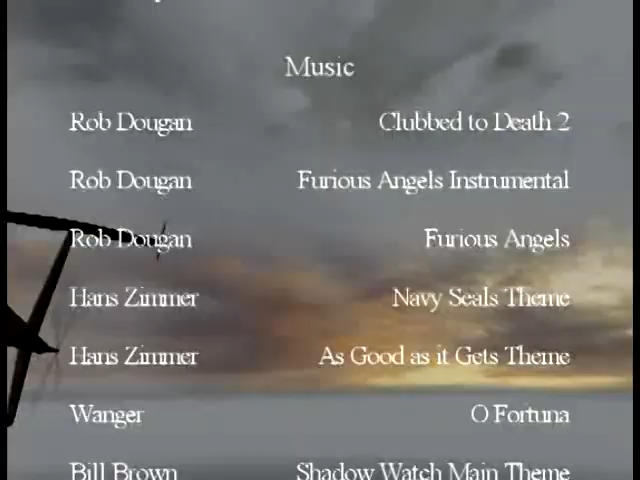 Music
Rob Dougan Clubbed to Death 2
Rob Dougan Furious Angels Instrumental
Rob Dougan Furious Angels
Hans Zimmer Navy Seals Theme
Hans Zimmer As Good as it Gets Theme
Wanger O Fortuna
Bill Brown Shadow Watch Main Theme